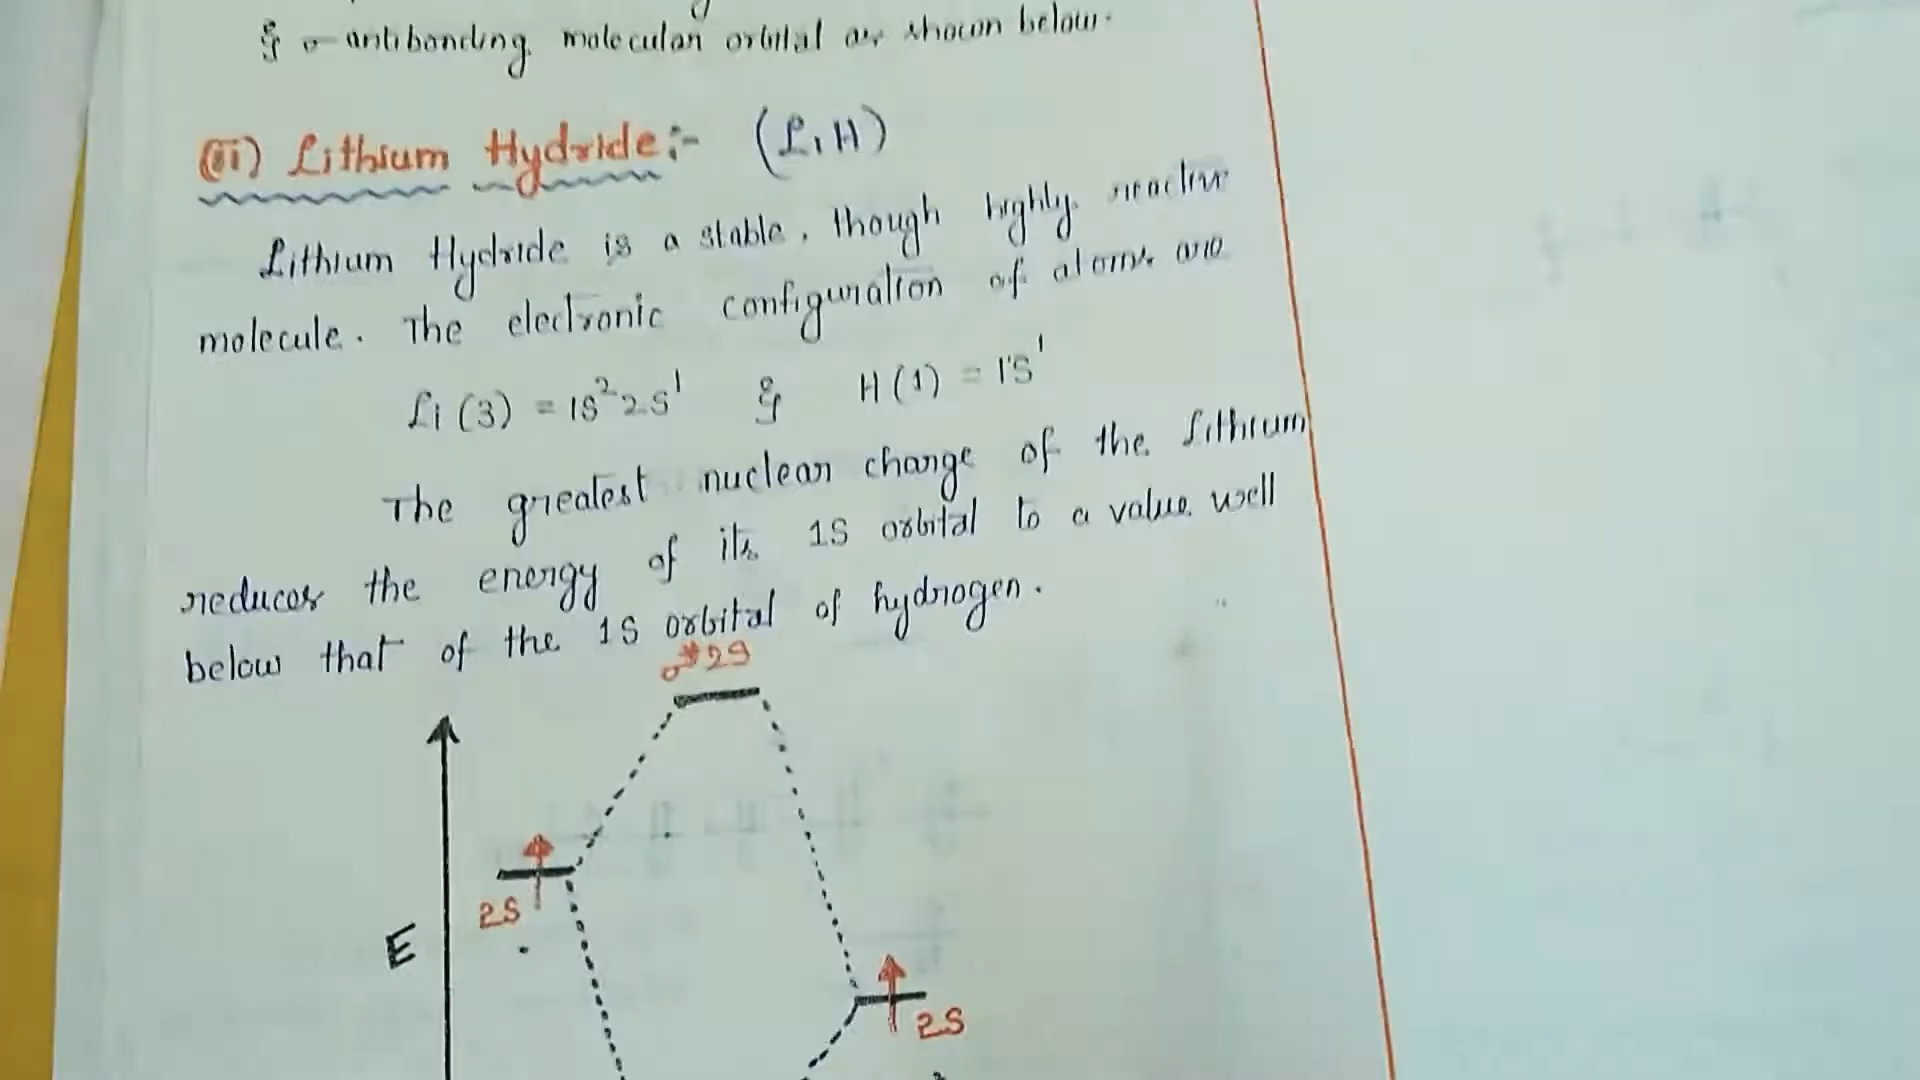 & σ-antibonding molecular orbital are shown below.
(iii) Lithium Hydride:- (LiH)
Lithium Hydride is a stable, though highly reactive
molecule. The electronic configuration of atoms are
Li (3) = 1s² 2s¹ & H (1) = 1s¹
The greatest nuclear charge of the Lithium
reduces the energy of its 1S orbital to a value well
below that of the 1S orbital of hydrogen.
σ*2S
2S
E
2S